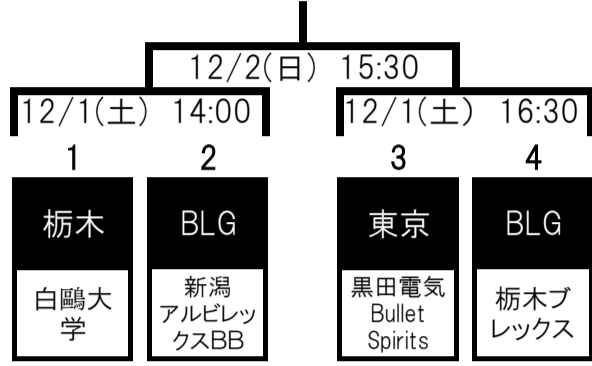 12/2(日) 15:30
12/1(土) 14:00
12/1(土) 16:30
1
2
3
4
栃木
BLG
東京
BLG
白鷗大
学
新潟
アルビレッ
クスBB
黒田電気
Bullet
Spirits
栃木ブ
レックス